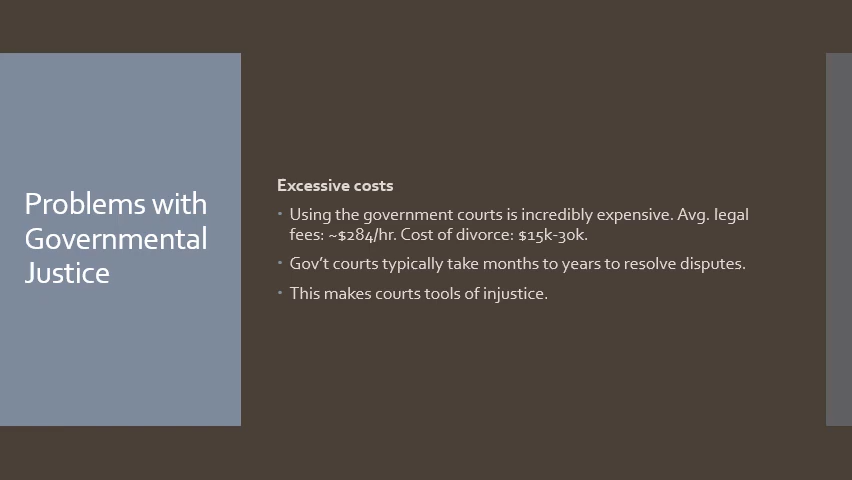 Problems with
Governmental
Justice
Excessive costs
• Using the government courts is incredibly expensive. Avg. legal
fees: ~$284/hr. Cost of divorce: $15k-30k.
• Gov’t courts typically take months to years to resolve disputes.
• This makes courts tools of injustice.